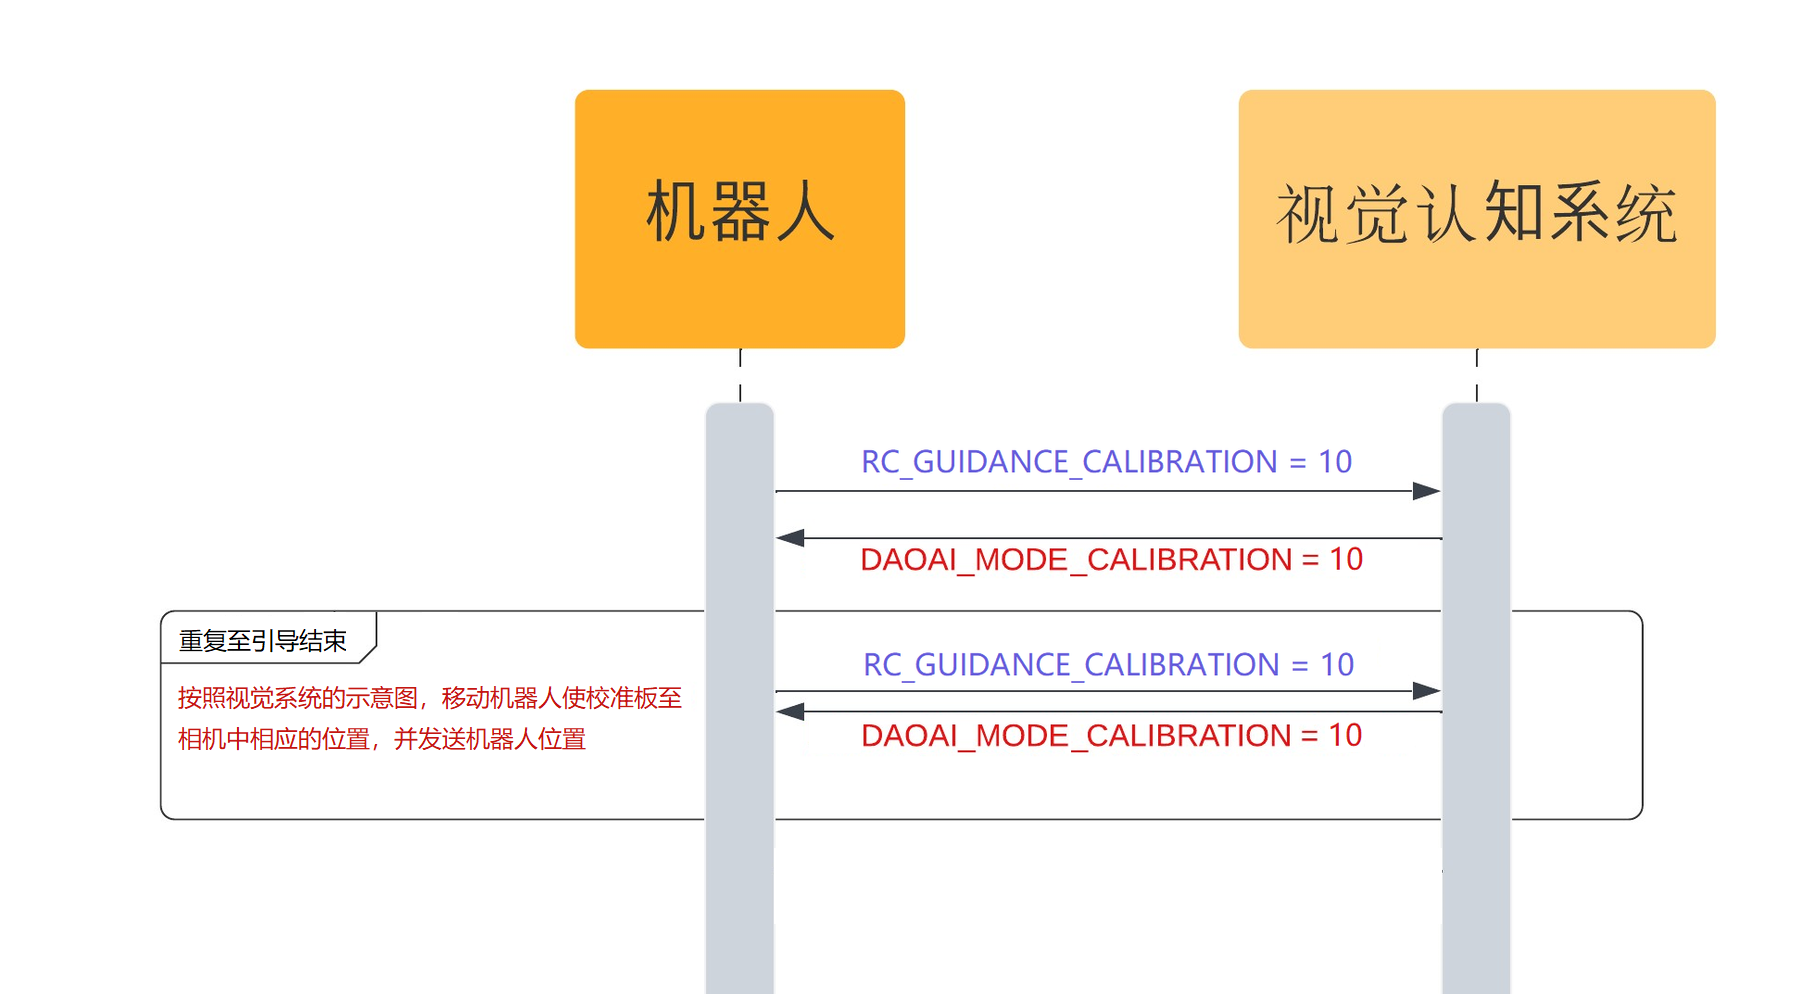 机器人
视觉认知系统
RC_GUIDANCE_CALIBRATION = 10
DAOAI_MODE_CALIBRATION = 10
重复至引导结束
按照视觉系统的示意图，移动机器人使校准板至
相机中相应的位置，并发送机器人位置
RC_GUIDANCE_CALIBRATION = 10
DAOAI_MODE_CALIBRATION = 10